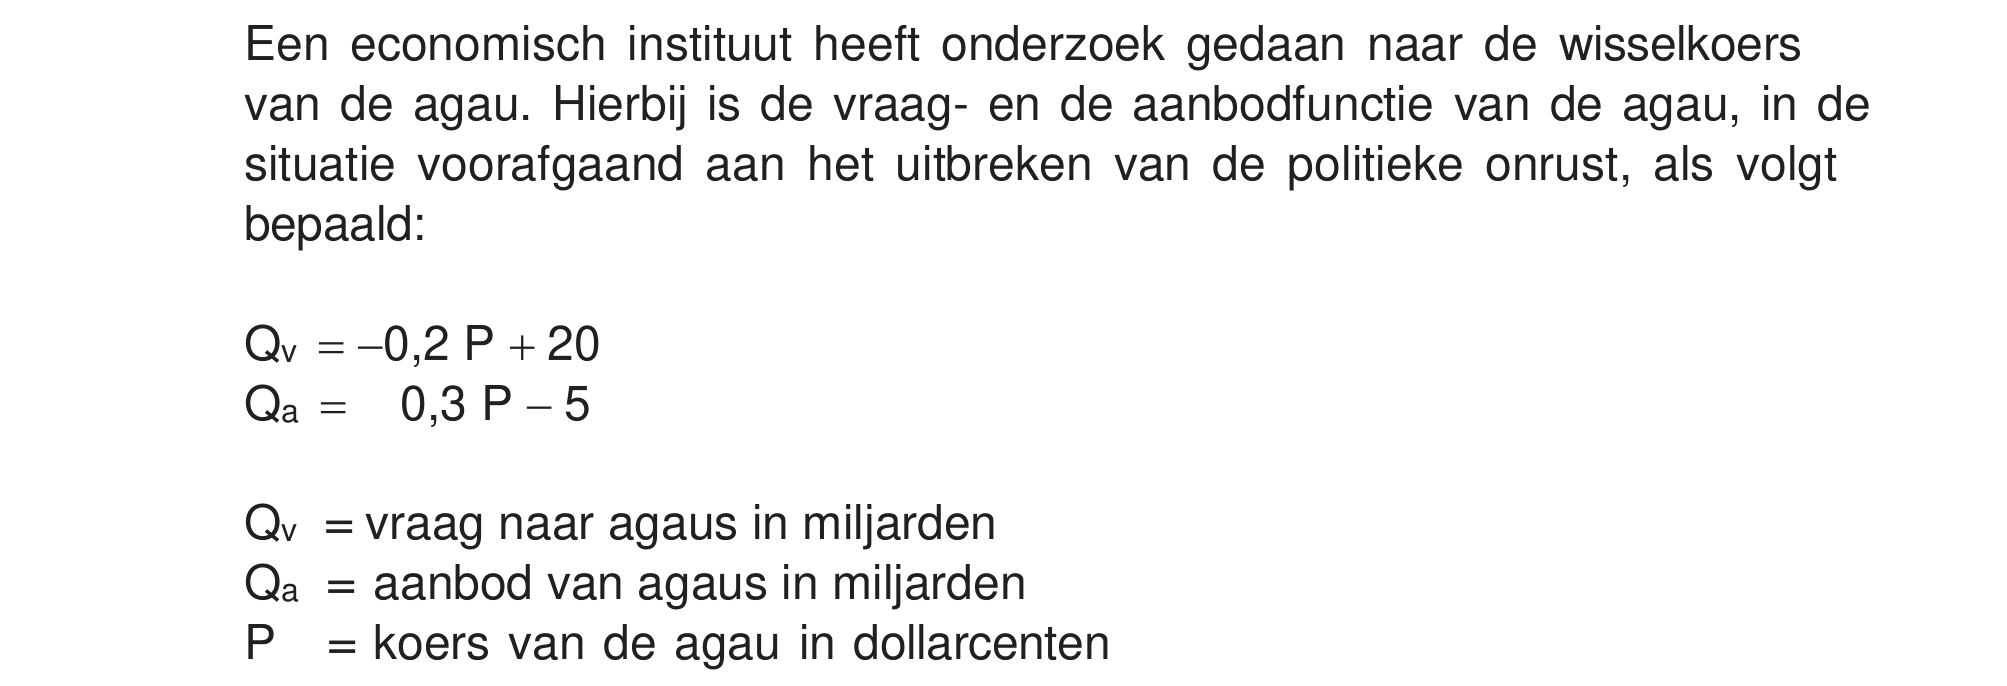 Een economisch instituut heeft onderzoek gedaan naar de wisselkoers
van de agau. Hierbij is de vraag- en de aanbodfunctie van de agau, in de
situatie voorafgaand aan het uitbreken van de politieke onrust, als volgt
bepaald:
Qv = –0,2 P + 20
Qa = 0,3 P – 5
Qv = vraag naar agaus in miljarden
Qa = aanbod van agaus in miljarden
P = koers van de agau in dollarcenten